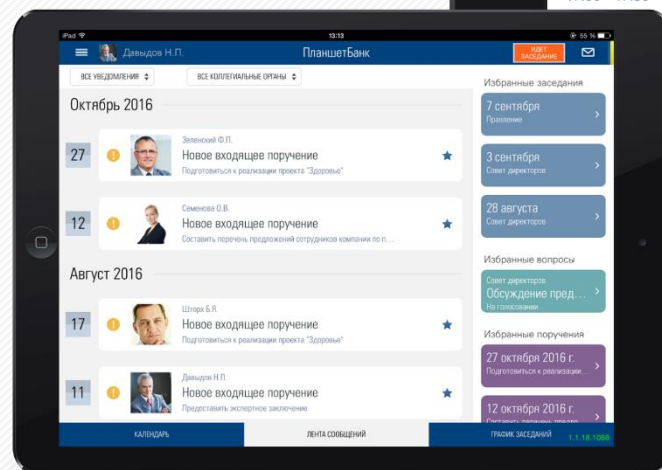 iPad
13:13
55 %
Давыдов Н.П.
ПланшетБанк
ИДЕТ
ЗАСЕДАНИЕ
ВСЕ УВЕДОМЛЕНИЯ
ВСЕ КОЛЛЕГИАЛЬНЫЕ ОРГАНЫ
Октябрь 2016
27
Зеленский Ф.П.
Новое входящее поручение
Подготовиться к реализации проекта "Здоровье"
12
Семенова О.В.
Новое входящее поручение
Составить перечень предложений сотрудников компании по п...
Август 2016
17
Шторх Б.Я.
Новое входящее поручение
Подготовиться к реализации проекта "Здоровье"
11
Давыдов Н.П.
Новое входящее поручение
Предоставить экспертное заключение
Избранные заседания
7 сентября
Правление
3 сентября
Совет директоров
28 августа
Совет директоров
Избранные вопросы
Совет директоров
Обсуждение пред...
На голосовании
Избранные поручения
27 октября 2016 г.
Подготовиться к реализации...
12 октября 2016 г.
КАЛЕНДАРЬ
ЛЕНТА СООБЩЕНИЙ
ГРАФИК ЗАСЕДАНИЙ
1.1.18.1088